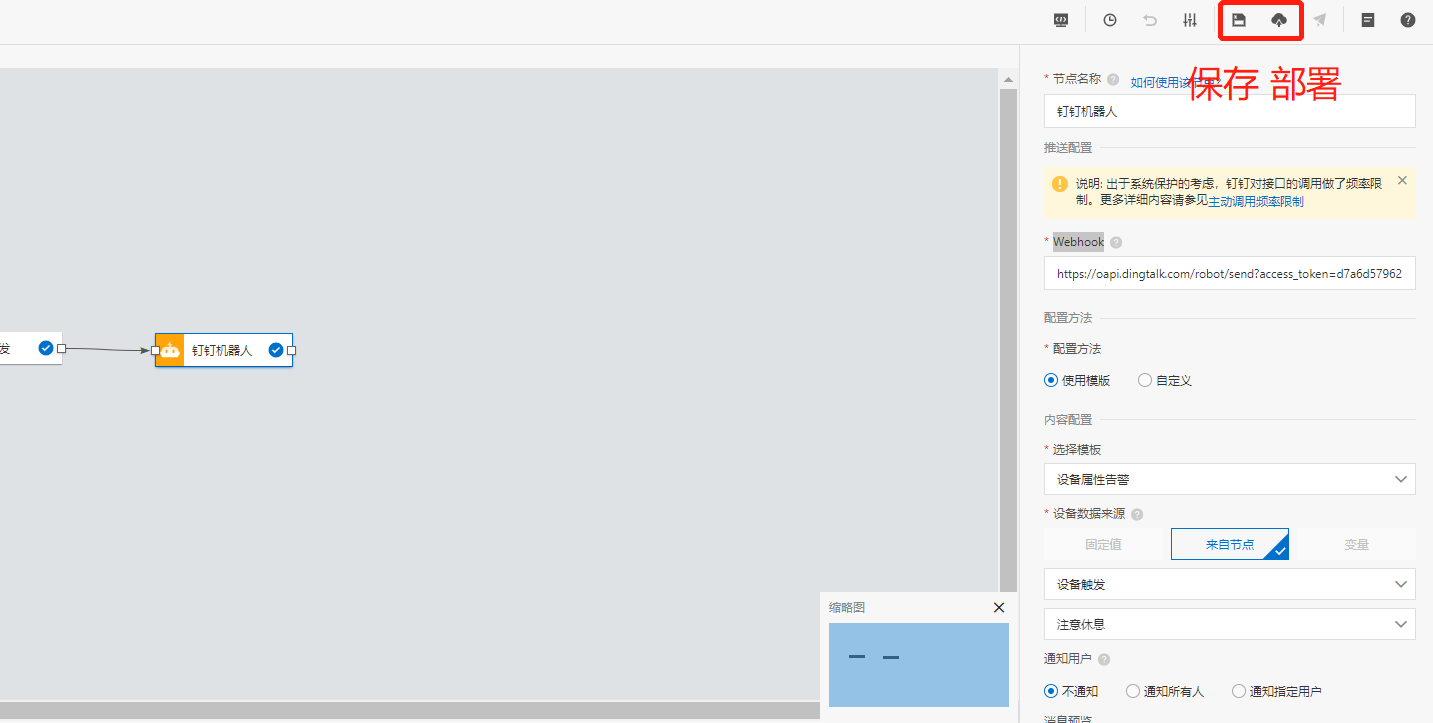 * 节点名称 如何使用该节点?
保存 部署
钉钉机器人
推送配置
说明: 出于系统保护的考虑，钉钉对接口的调用做了频率限
制。更多详细内容请参见主动调用频率限制
* Webhook
https://oapi.dingtalk.com/robot/send?access_token=d7a6d57962
发
钉钉机器人
配置方法
* 配置方法
使用模版 自定义
内容配置
* 选择模板
设备属性告警
* 设备数据来源
固定值 来自节点 变量
设备触发
缩略图
注意休息
通知用户
不通知 通知所有人 通知指定用户
消息预览